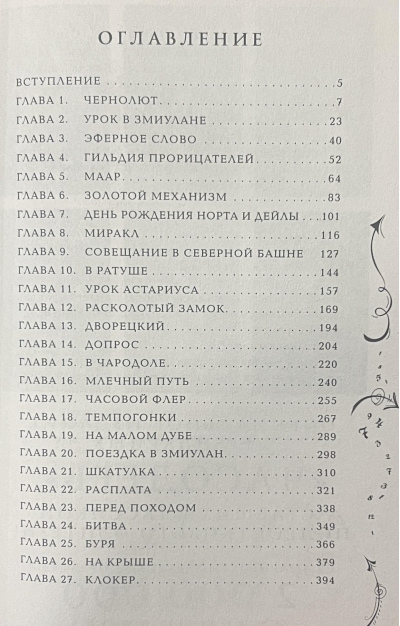 ОГЛАВЛЕНИЕ
ВСТУПЛЕНИЕ . . . . . . . . . . . . . . . . . . . . . . . . . . 5
ГЛАВА 1. ЧЕРНОЛЮТ. . . . . . . . . . . . . . . . . . . . 7
ГЛАВА 2. УРОК В ЗМИУЛАНЕ . . . . . . . . . . . . . . 23
ГЛАВА 3. ЭФЕРНОЕ СЛОВО . . . . . . . . . . . . . . . 40
ГЛАВА 4. ГИЛЬДИЯ ПРОРИЦАТЕЛЕЙ. . . . . . . . . 52
ГЛАВА 5. МААР. . . . . . . . . . . . . . . . . . . . . . . . 64
ГЛАВА 6. ЗОЛОТОЙ МЕХАНИЗМ . . . . . . . . . . . . 83
ГЛАВА 7. ДЕНЬ РОЖДЕНИЯ НОРТА И ДЕЙЛЫ . . . 101
ГЛАВА 8. МИРАКЛ . . . . . . . . . . . . . . . . . . . . . 116
ГЛАВА 9. СОВЕЩАНИЕ В СЕВЕРНОЙ БАШНЕ 127
ГЛАВА 10. В РАТУШЕ . . . . . . . . . . . . . . . . . . . . 144
ГЛАВА 11. УРОК АСТАРИУСА . . . . . . . . . . . . . . 157
ГЛАВА 12. РАСКОЛОТЫЙ ЗАМОК. . . . . . . . . . . . 169
ГЛАВА 13. ДВОРЕЦКИЙ. . . . . . . . . . . . . . . . . . . 194
ГЛАВА 14. ДОПРОС . . . . . . . . . . . . . . . . . . . . . 204
ГЛАВА 15. В ЧАРОДОЛЕ. . . . . . . . . . . . . . . . . . 220
ГЛАВА 16. МЛЕЧНЫЙ ПУТЬ . . . . . . . . . . . . . . . 240
ГЛАВА 17. ЧАСОВОЙ ФЛЕР. . . . . . . . . . . . . . . . 255
ГЛАВА 18. ТЕМПОГОНКИ . . . . . . . . . . . . . . . . . 267
ГЛАВА 19. НА МАЛОМ ДУБЕ . . . . . . . . . . . . . . . 289
ГЛАВА 20. ПОЕЗДКА В ЗМИУЛАН. . . . . . . . . . . . 298
ГЛАВА 21. ШКАТУЛКА . . . . . . . . . . . . . . . . . . . 310
ГЛАВА 22. РАСПЛАТА . . . . . . . . . . . . . . . . . . . 321
ГЛАВА 23. ПЕРЕД ПОХОДОМ . . . . . . . . . . . . . . 338
ГЛАВА 24. БИТВА . . . . . . . . . . . . . . . . . . . . . . 349
ГЛАВА 25. БУРЯ . . . . . . . . . . . . . . . . . . . . . . . 366
ГЛАВА 26. НА КРЫШЕ . . . . . . . . . . . . . . . . . . . 379
ГЛАВА 27. КЛОКЕР. . . . . . . . . . . . . . . . . . . . . . 394